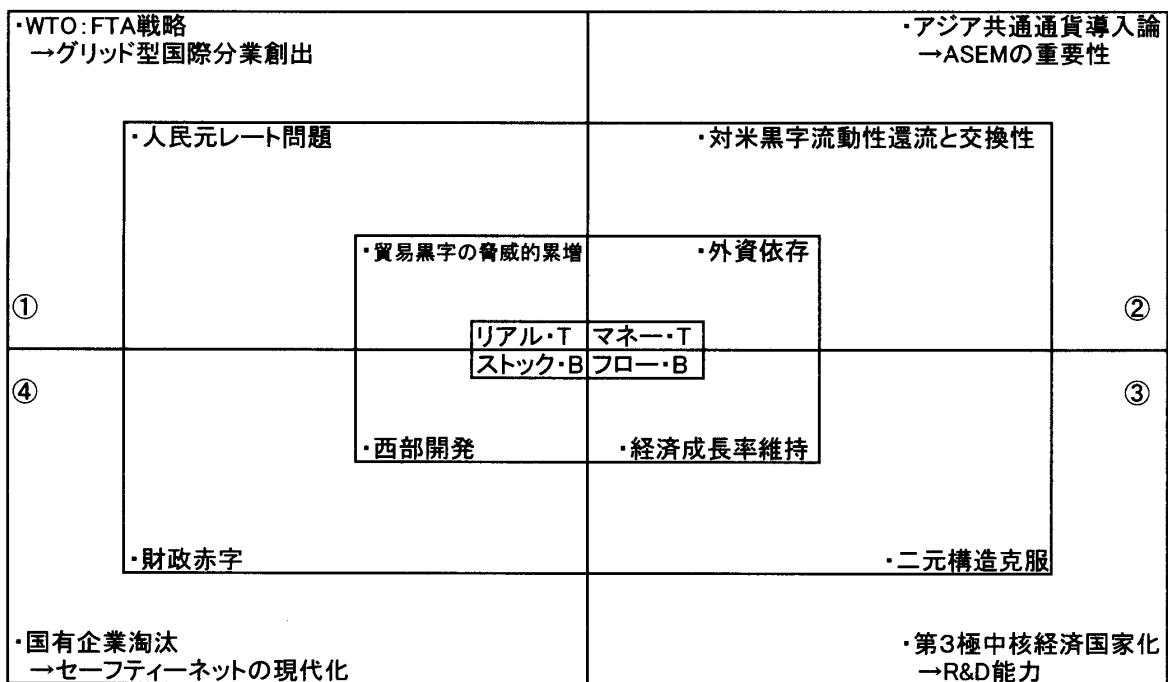 ・WTO:FTA戦略
→グリッド型国際分業創出
・アジア共通通貨導入論
→ASEMの重要性
・人民元レート問題
・対米黒字流動性還流と交換性
・貿易黒字の脅威的累増
・外資依存
①
②
リアル・T
マネー・T
ストック・B
フロー・B
④
③
・西部開発
・経済成長率維持
・財政赤字
・二元構造克服
・国有企業淘汰
→セーフティーネットの現代化
・第3極中核経済国家化
→R&D能力